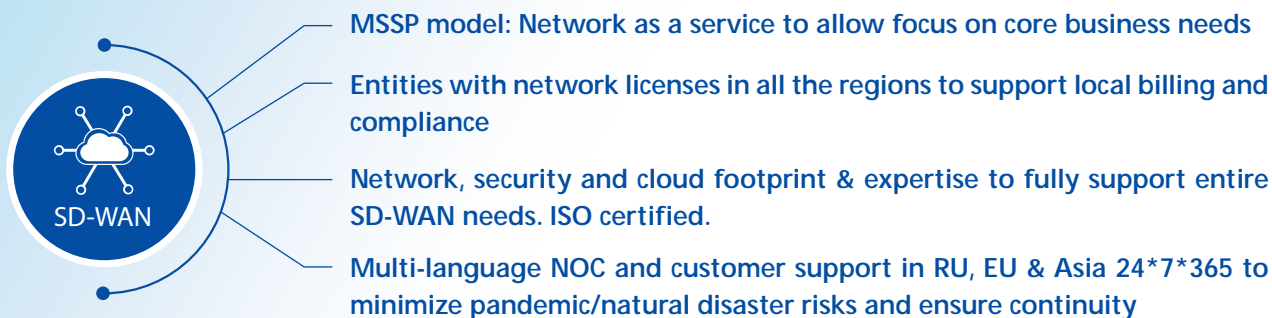 MSSP model: Network as a service to allow focus on core business needs
Entities with network licenses in all the regions to support local billing and
compliance
Network, security and cloud footprint & expertise to fully support entire
SD-WAN needs. ISO certified.
Multi-language NOC and customer support in RU, EU & Asia 24*7*365 to
minimize pandemic/natural disaster risks and ensure continuity
SD-WAN